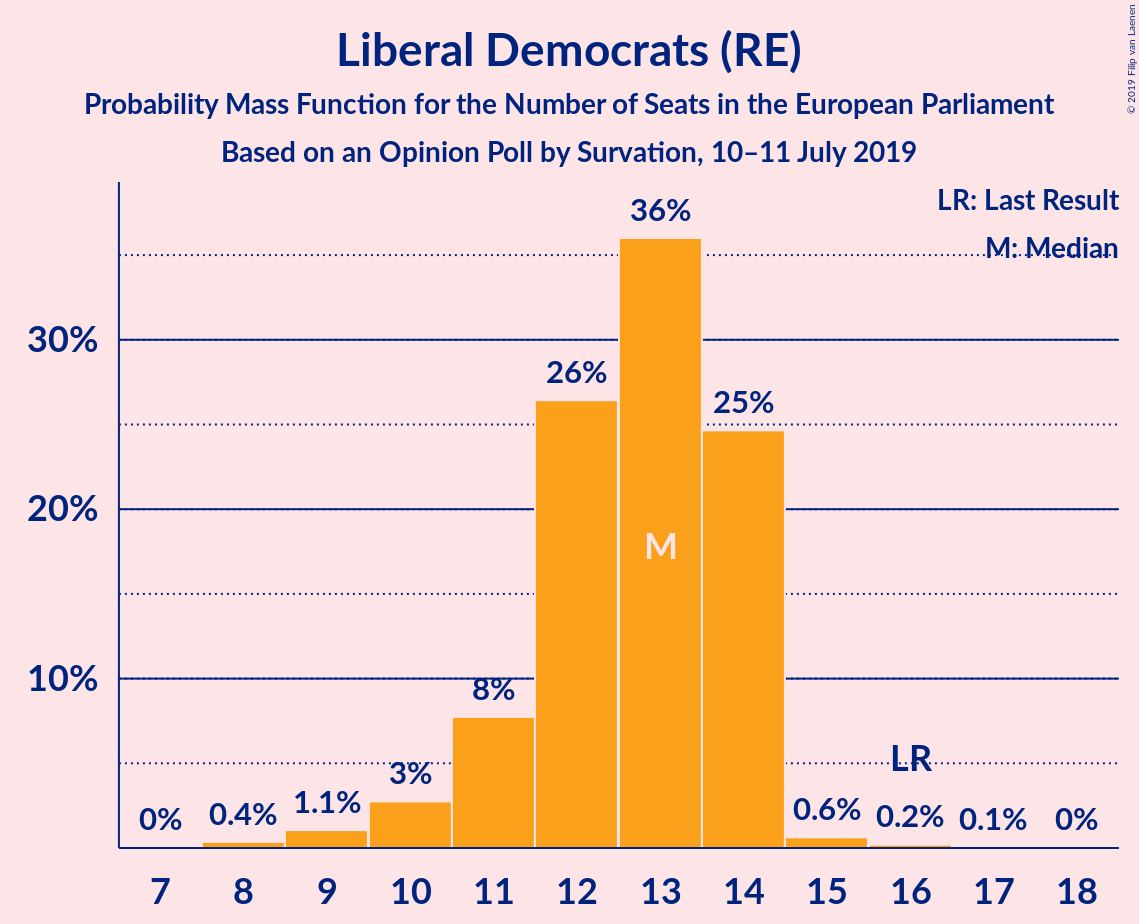 Liberal Democrats (RE)
Probability Mass Function for the Number of Seats in the European Parliament
Based on an Opinion Poll by Survation, 10–11 July 2019
© 2019 Filip van Laenen
LR: Last Result
M: Median
36%
30%
26%
25%
20%
M
10%
8%
LR
3%
1.1%
0%
0.4%
0.6%
0.2%
0.1%
0%
7 8 9 10 11 12 13 14 15 16 17 18